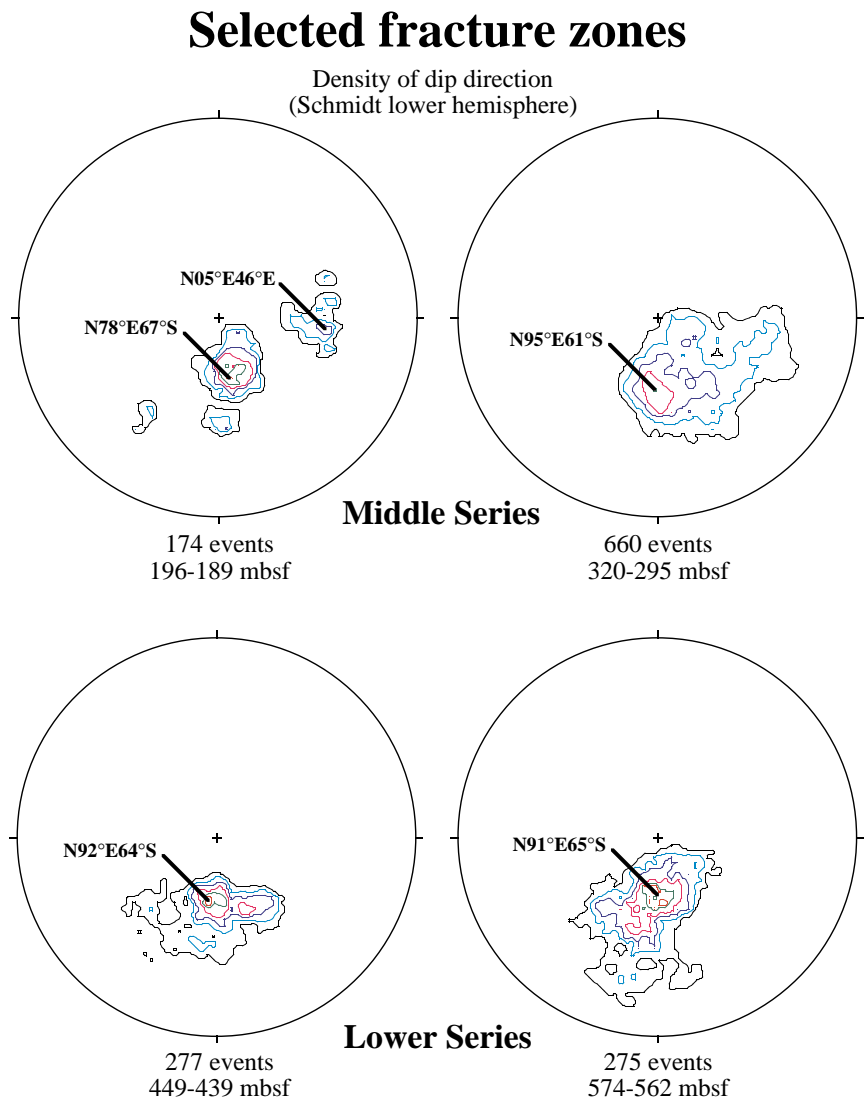 Selected fracture zones
Density of dip direction
(Schmidt lower hemisphere)
N05°E46°E
N78°E67°S
N95°E61°S
Middle Series
174 events
196-189 mbsf
660 events
320-295 mbsf
N92°E64°S
N91°E65°S
Lower Series
277 events
449-439 mbsf
275 events
574-562 mbsf